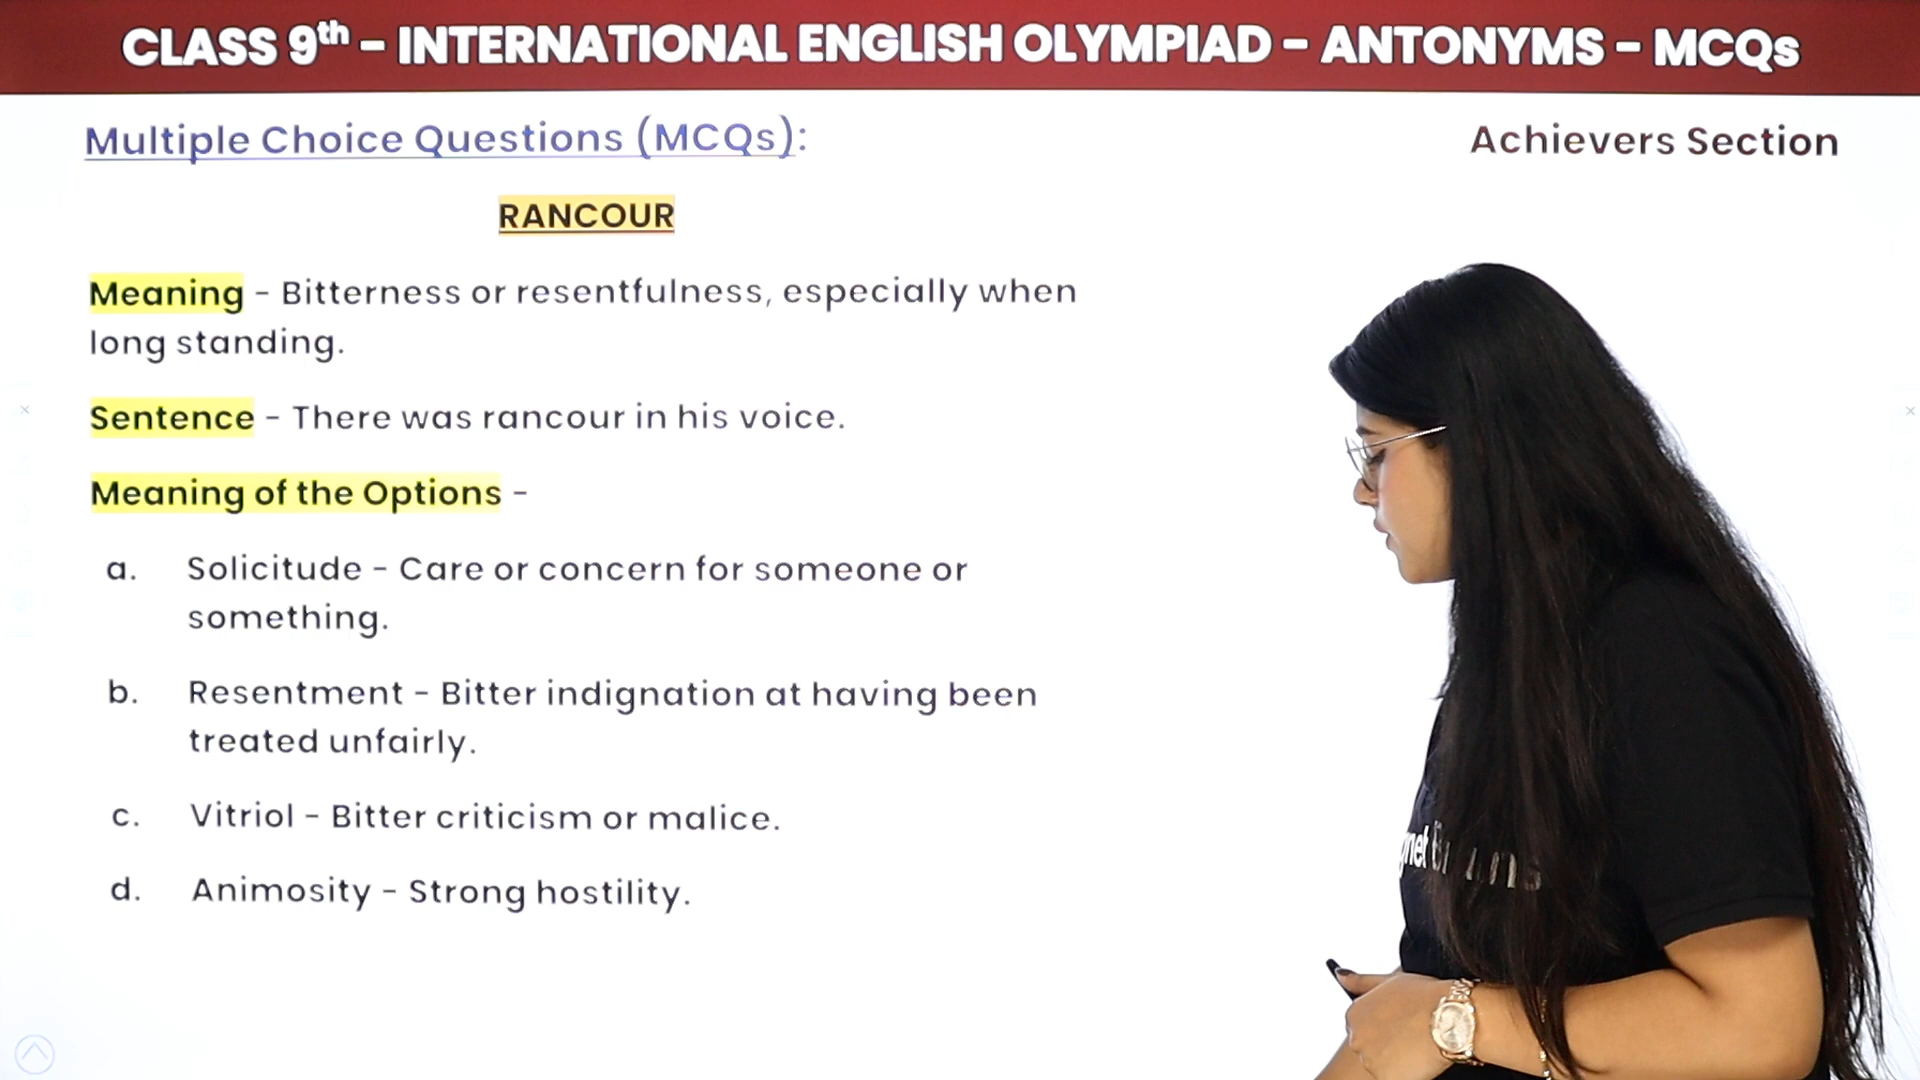 CLASS 9th – INTERNATIONAL ENGLISH OLYMPIAD – ANTONYMS – MCQs
Multiple Choice Questions (MCQs):
Achievers Section
RANCOUR
Meaning – Bitterness or resentfulness, especially when
long standing.
Sentence – There was rancour in his voice.
Meaning of the Options –
a. Solicitude – Care or concern for someone or
something.
b. Resentment – Bitter indignation at having been
treated unfairly.
c. Vitriol – Bitter criticism or malice.
d. Animosity – Strong hostility.